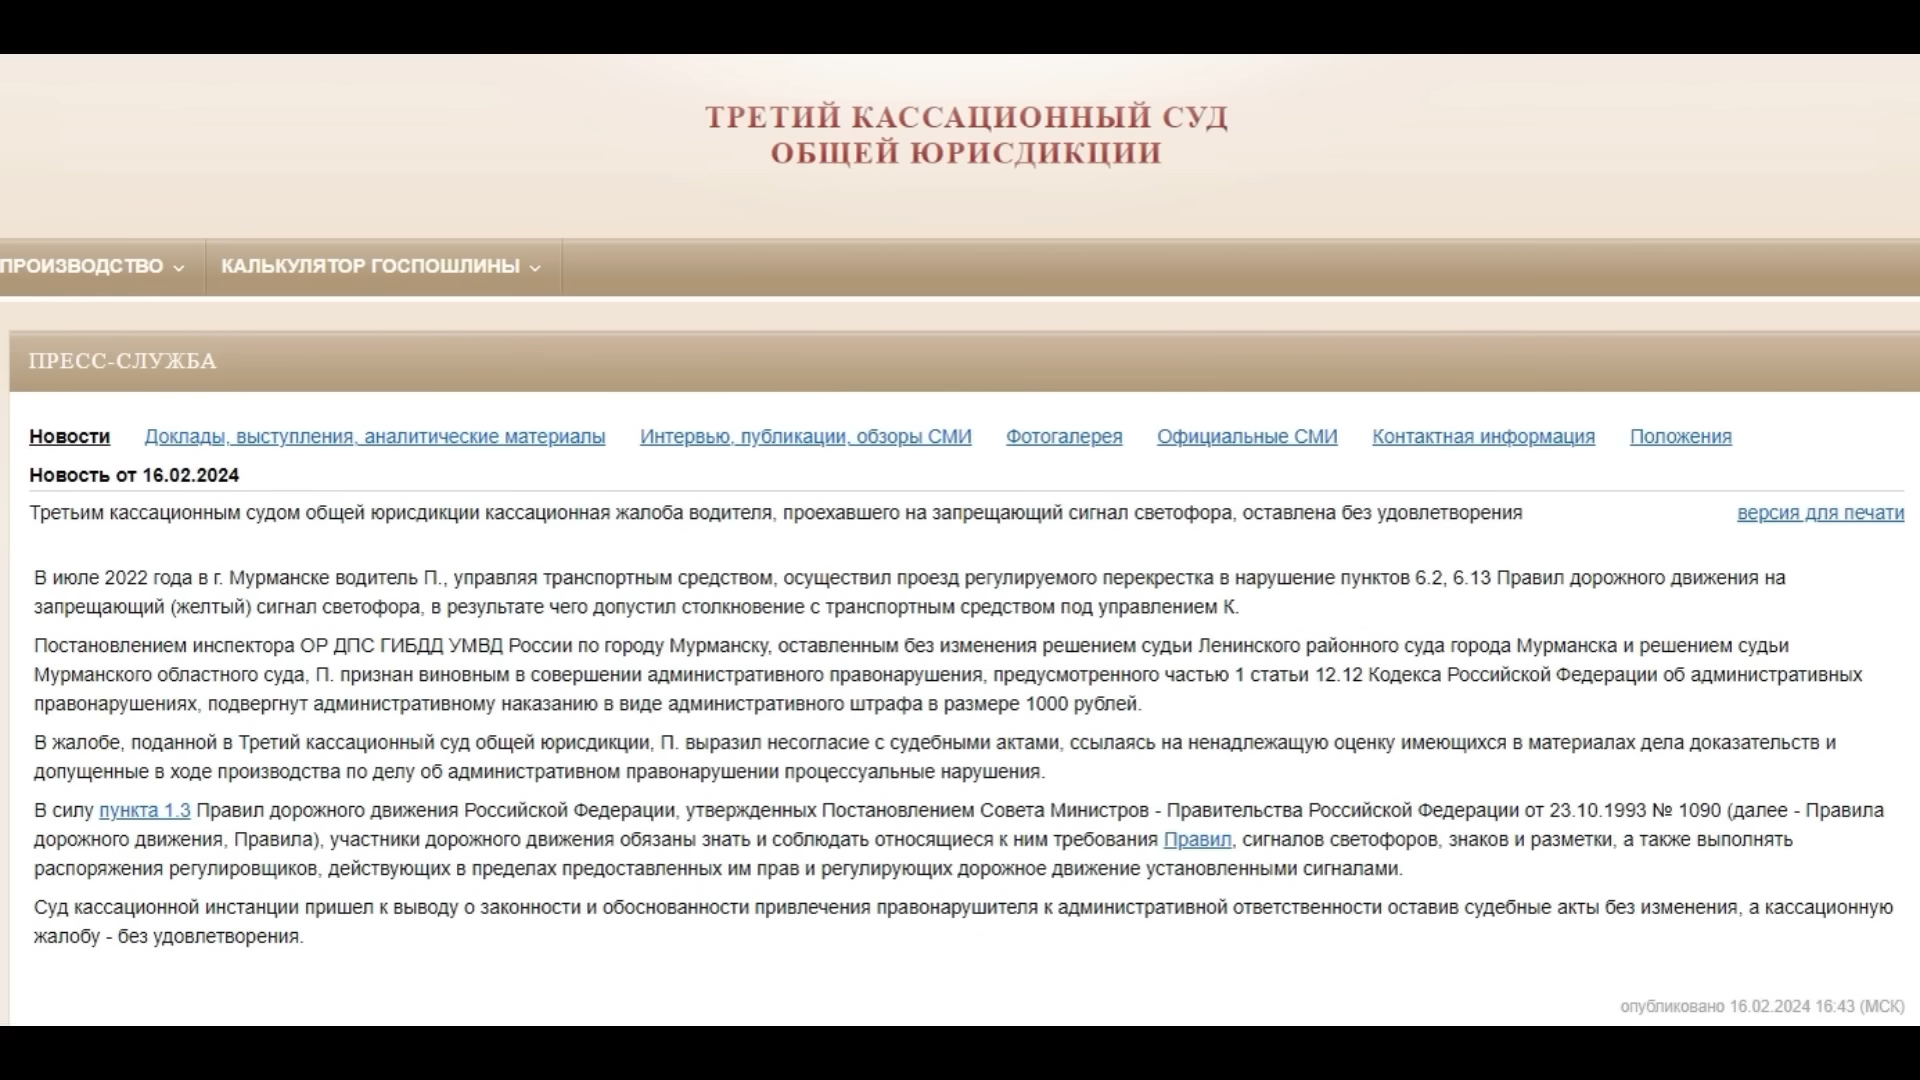 ТРЕТИЙ КАССАЦИОННЫЙ СУД
ОБЩЕЙ ЮРИСДИКЦИИ
ПРОИЗВОДСТВО
КАЛЬКУЛЯТОР ГОСПОШЛИНЫ
ПРЕСС-СЛУЖБА
Новости Доклады, выступления, аналитические материалы Интервью, публикации, обзоры СМИ Фотогалерея Официальные СМИ Контактная информация Положения
Новость от 16.02.2024
Третьим кассационным судом общей юрисдикции кассационная жалоба водителя, проехавшего на запрещающий сигнал светофора, оставлена без удовлетворения версия для печати
В июле 2022 года в г. Мурманске водитель П., управляя транспортным средством, осуществил проезд регулируемого перекрестка в нарушение пунктов 6.2, 6.13 Правил дорожного движения на
запрещающий (желтый) сигнал светофора, в результате чего допустил столкновение с транспортным средством под управлением К.
Постановлением инспектора ОР ДПС ГИБДД УМВД России по городу Мурманску, оставленным без изменения решением судьи Ленинского районного суда города Мурманска и решением судьи
Мурманского областного суда, П. признан виновным в совершении административного правонарушения, предусмотренного частью 1 статьи 12.12 Кодекса Российской Федерации об административных
правонарушениях, подвергнут административному наказанию в виде административного штрафа в размере 1000 рублей.
В жалобе, поданной в Третий кассационный суд общей юрисдикции, П. выразил несогласие с судебными актами, ссылаясь на ненадлежащую оценку имеющихся в материалах дела доказательств и
допущенные в ходе производства по делу об административном правонарушении процессуальные нарушения.
В силу пункта 1.3 Правил дорожного движения Российской Федерации, утвержденных Постановлением Совета Министров - Правительства Российской Федерации от 23.10.1993 № 1090 (далее - Правила
дорожного движения, Правила), участники дорожного движения обязаны знать и соблюдать относящиеся к ним требования Правил, сигналов светофоров, знаков и разметки, а также выполнять
распоряжения регулировщиков, действующих в пределах предоставленных им прав и регулирующих дорожное движение установленными сигналами.
Суд кассационной инстанции пришел к выводу о законности и обоснованности привлечения правонарушителя к административной ответственности оставив судебные акты без изменения, а кассационную
жалобу - без удовлетворения.
опубликовано 16.02.2024 16:43 (МСК)